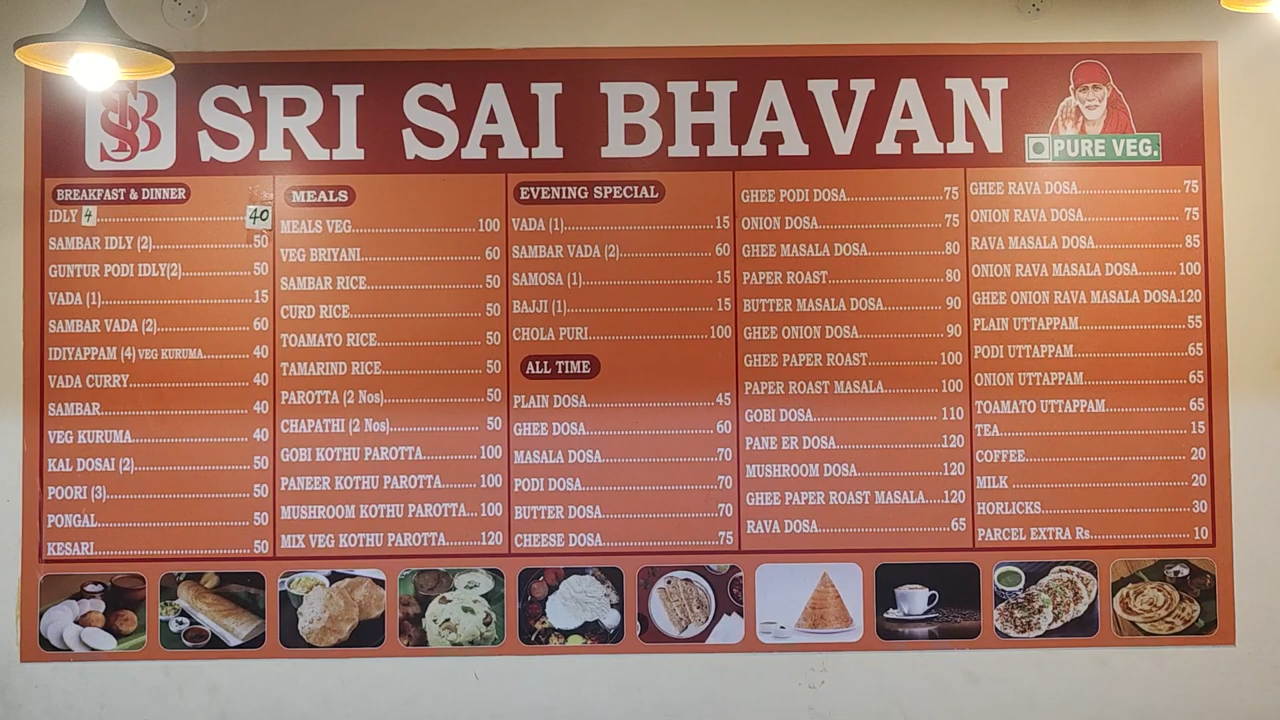 SSB
SRI SAI BHAVAN
PURE VEG.
BREAKFAST & DINNER
IDLY 4..............................40
SAMBAR IDLY (2)......................50
GUNTUR PODI IDLY(2)..................50
VADA (1).............................15
SAMBAR VADA (2)......................60
IDIYAPPAM (4) VEG KURUMA............. 40
VADA CURRY........................... 40
SAMBAR............................... 40
VEG KURUMA........................... 40
KAL DOSAI (2)........................50
POORI (3)............................50
PONGAL...............................50
KESARI...............................50
MEALS
MEALS VEG............................ 100
VEG BRIYANI.......................... 60
SAMBAR RICE.......................... 50
CURD RICE............................ 50
TOAMATO RICE......................... 50
TAMARIND RICE........................ 50
PAROTTA (2 Nos)...................... 50
CHAPATHI (2 Nos)..................... 50
GOBI KOTHU PAROTTA............. 100
PANEER KOTHU PAROTTA........ 100
MUSHROOM KOTHU PAROTTA... 100
MIX VEG KOTHU PAROTTA........120
EVENING SPECIAL
VADA (1)............................. 15
SAMBAR VADA (2)...................... 60
SAMOSA (1)........................... 15
BAJJI (1)............................ 15
CHOLA PURI...........................100
ALL TIME
PLAIN DOSA...........................45
GHEE DOSA............................60
MASALA DOSA..........................70
PODI DOSA............................70
BUTTER DOSA..........................70
CHEESE DOSA..........................75
GHEE PODI DOSA.......................75
ONION DOSA...........................75
GHEE MASALA DOSA.................. 80
PAPER ROAST.......................... 80
BUTTER MASALA DOSA............. 90
GHEE ONION DOSA.................... 90
GHEE PAPER ROAST................ 100
PAPER ROAST MASALA............ 100
GOBI DOSA............................ 110
PANE ER DOSA.........................120
MUSHROOM DOSA.....................120
GHEE PAPER ROAST MASALA....120
RAVA DOSA............................65
GHEE RAVA DOSA....................... 75
ONION RAVA DOSA...................... 75
RAVA MASALA DOSA.................... 85
ONION RAVA MASALA DOSA......... 100
GHEE ONION RAVA MASALA DOSA.120
PLAIN UTTAPPAM....................... 55
PODI UTTAPPAM........................65
ONION UTTAPPAM.......................65
TOAMATO UTTAPPAM.................. 65
TEA.................................. 15
COFFEE............................... 20
MILK ................................ 20
HORLICKS............................. 30
PARCEL EXTRA Rs...................... 10